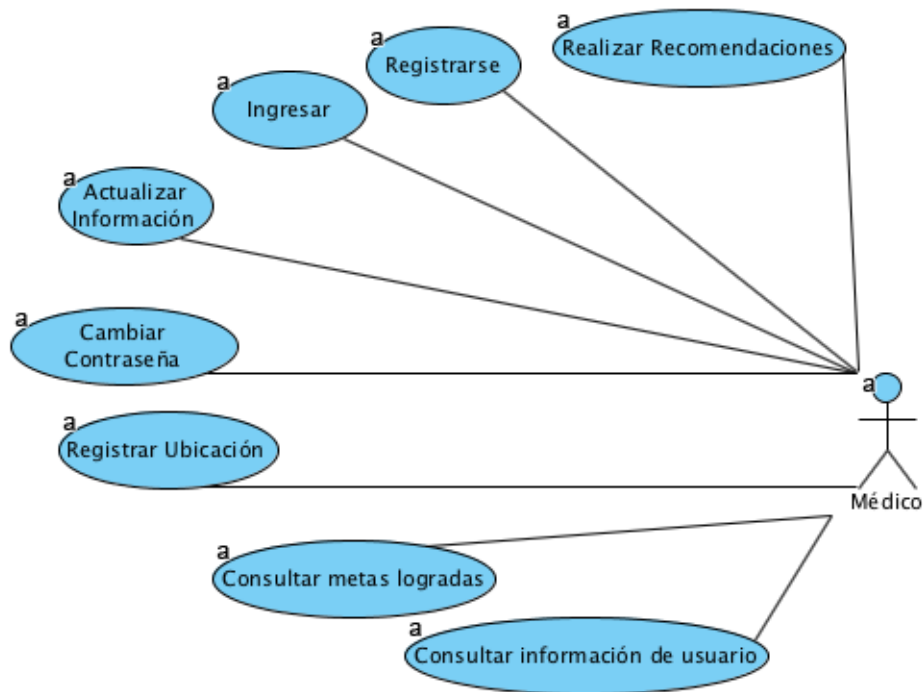 a
Realizar Recomendaciones
a
Registrarse
a
Ingresar
a
Actualizar
Información
a
Cambiar
Contraseña
a
Médico
a
Registrar Ubicación
a
Consultar metas logradas
a
Consultar información de usuario